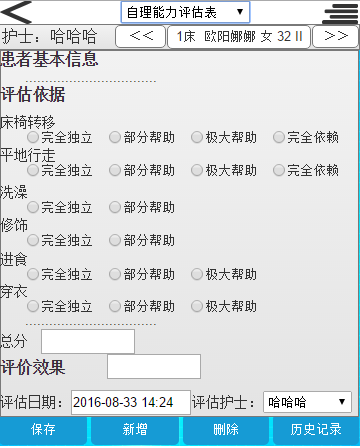 自理能力评估表
护士：哈哈哈 << 1床 欧阳娜娜 女 32 II >>
患者基本信息
评估依据
床椅转移
完全独立 部分帮助 极大帮助 完全依赖
平地行走
完全独立 部分帮助 极大帮助 完全依赖
洗澡
完全独立 部分帮助
修饰
完全独立 部分帮助
进食
完全独立 部分帮助 极大帮助
穿衣
完全独立 部分帮助 极大帮助
总分
评价效果
评估日期：2016-08-33 14:24 评估护士：哈哈哈
保存 新增 删除 历史记录